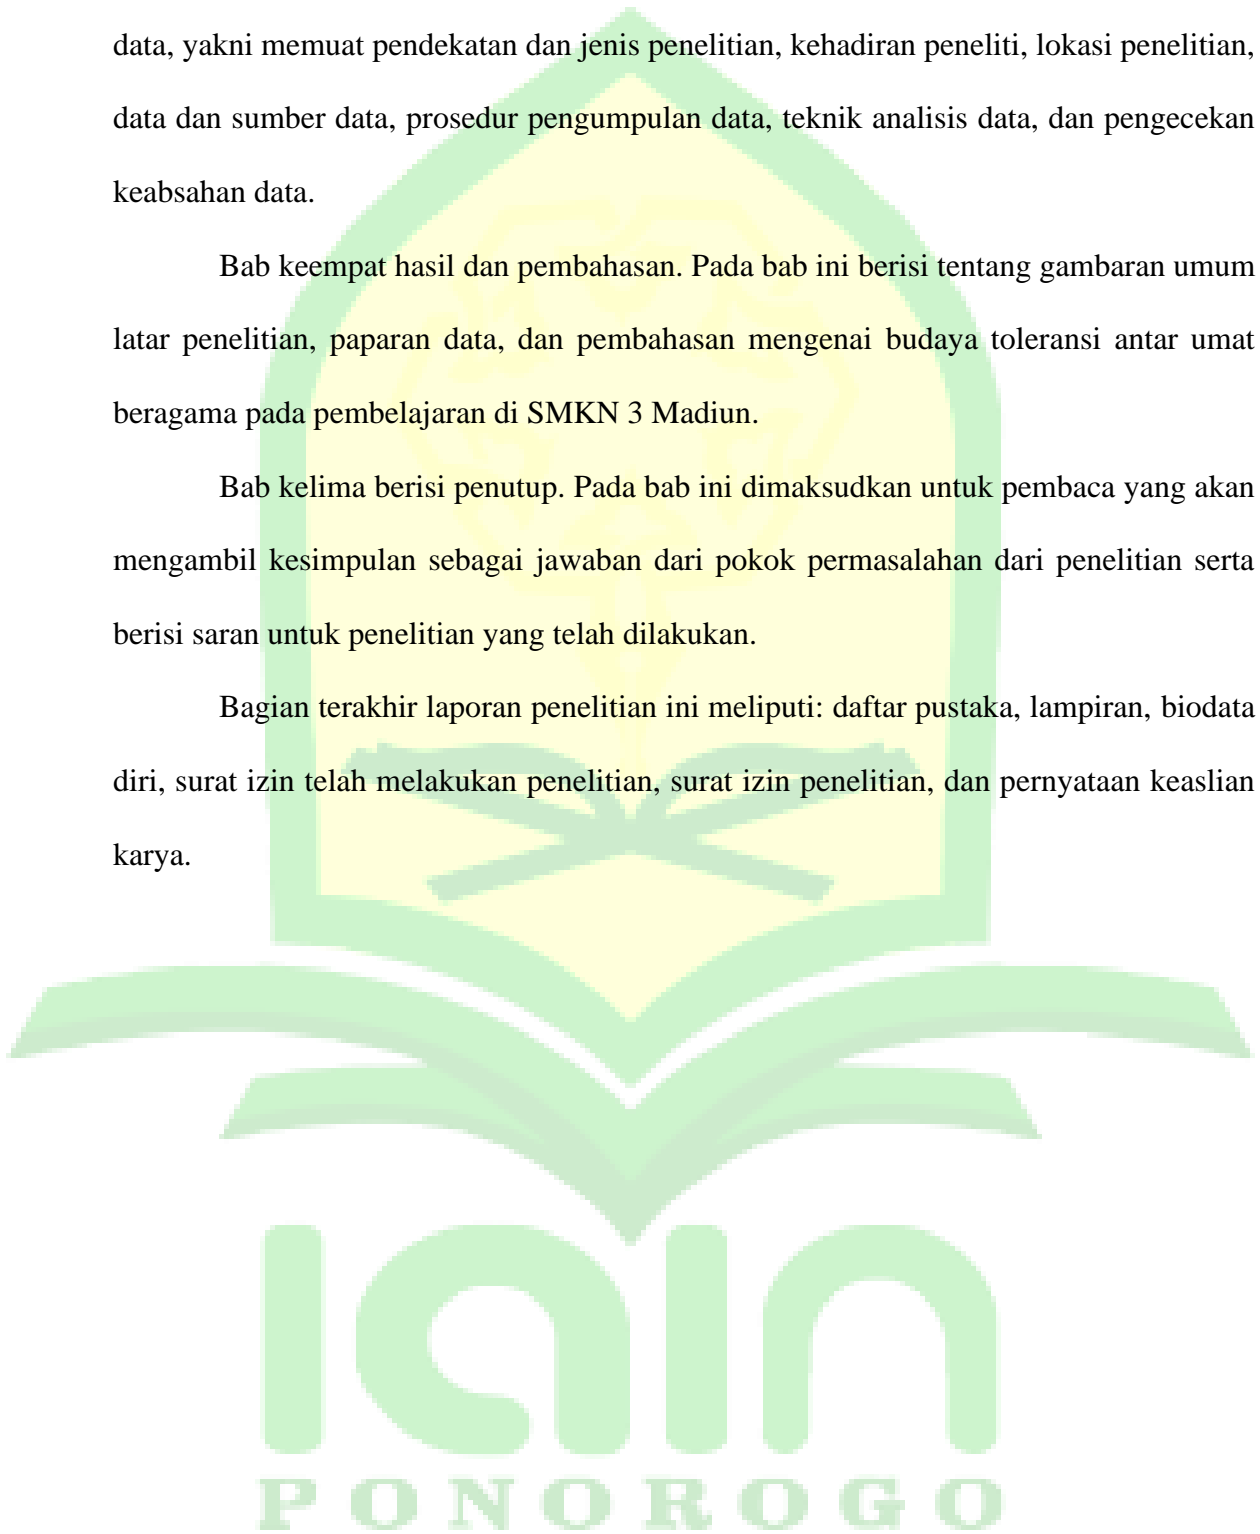 data, yakni memuat pendekatan dan jenis penelitian, kehadiran peneliti, lokasi penelitian,
data dan sumber data, prosedur pengumpulan data, teknik analisis data, dan pengecekan
keabsahan data.
Bab keempat hasil dan pembahasan. Pada bab ini berisi tentang gambaran umum
latar penelitian, paparan data, dan pembahasan mengenai budaya toleransi antar umat
beragama pada pembelajaran di SMKN 3 Madiun.
Bab kelima berisi penutup. Pada bab ini dimaksudkan untuk pembaca yang akan
mengambil kesimpulan sebagai jawaban dari pokok permasalahan dari penelitian serta
berisi saran untuk penelitian yang telah dilakukan.
Bagian terakhir laporan penelitian ini meliputi: daftar pustaka, lampiran, biodata
diri, surat izin telah melakukan penelitian, surat izin penelitian, dan pernyataan keaslian
karya.
iain
PONOROGO